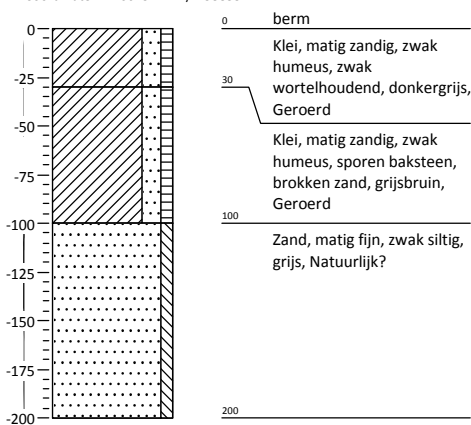 0
-25
-50
-75
-100
-125
-150
-175
-200
0
berm
Klei, matig zandig, zwak
humeus, zwak
wortelhoudend, donkergrijs,
Geroerd
30
Klei, matig zandig, zwak
humeus, sporen baksteen,
brokken zand, grijsbruin,
Geroerd
100
Zand, matig fijn, zwak siltig,
grijs, Natuurlijk?
200